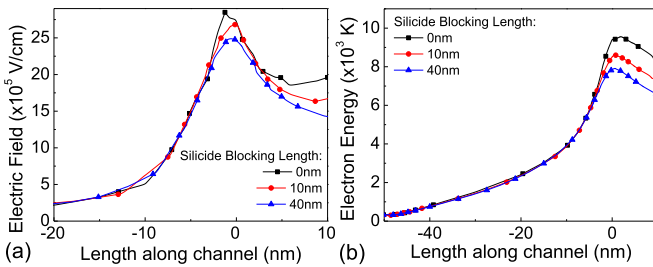 Electric Field (x10⁵ V/cm)
25
20
15
10
5
0
Silicide Blocking Length:
0nm
10nm
40nm
-20
-10
0
10
Length along channel (nm)
(a)
Electron Energy (x10³ K)
10
8
6
4
2
0
Silicide Blocking Length:
0nm
10nm
40nm
-40
-20
0
Length along channel (nm)
(b)